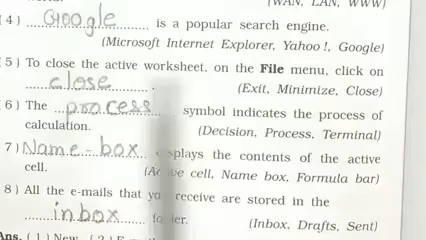 (WAN, LAN, WWW)
(4) Google is a popular search engine.
(Microsoft Internet Explorer, Yahoo !, Google)
(5) To close the active worksheet, on the File menu, click on
close.
(Exit, Minimize, Close)
(6) The process symbol indicates the process of
calculation.
(Decision, Process, Terminal)
7) Name-box displays the contents of the active
cell.
(Active cell, Name box, Formula bar)
8) All the e-mails that you receive are stored in the
inbox folder.
(Inbox, Drafts, Sent)
Ans. (1) New, (2)